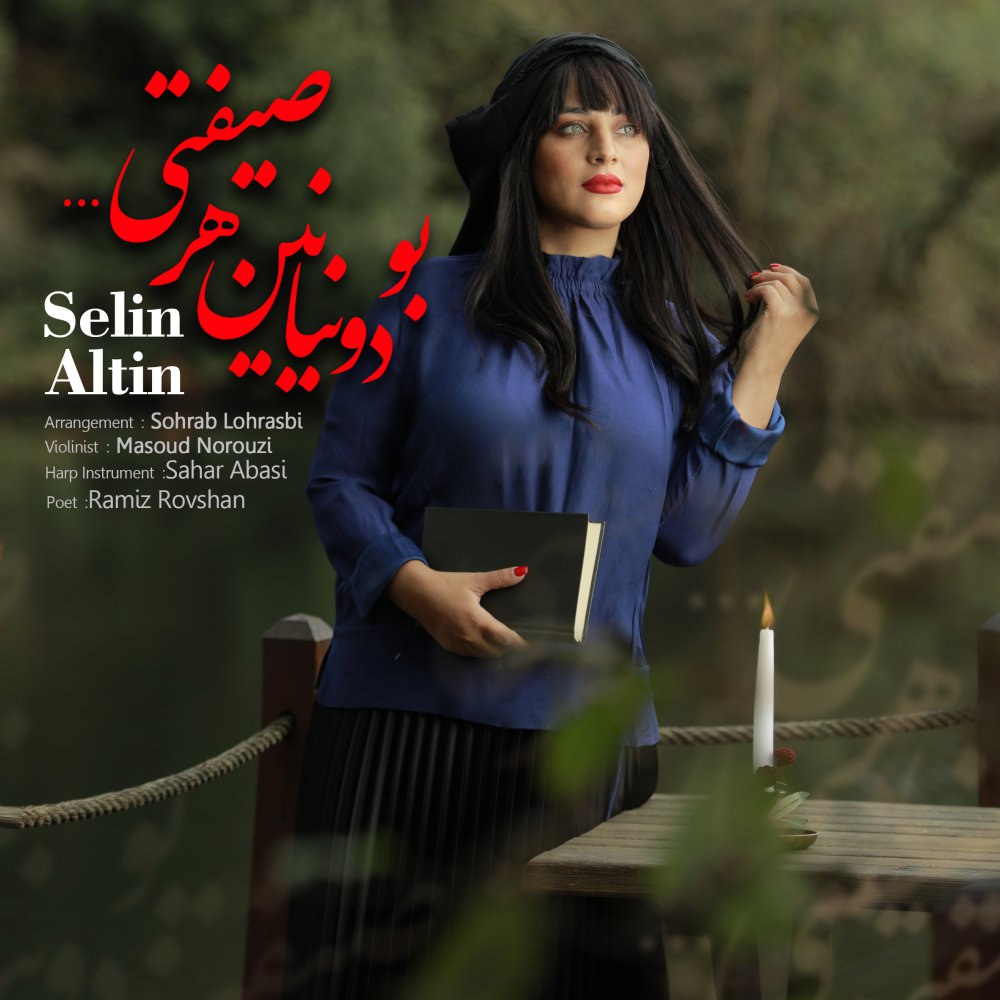 بو دونیانین هر صیفتی...
Selin
Altin
Arrangement : Sohrab Lohrasbi
Violinist : Masoud Norouzi
Harp Instrument :Sahar Abasi
Poet :Ramiz Rovshan